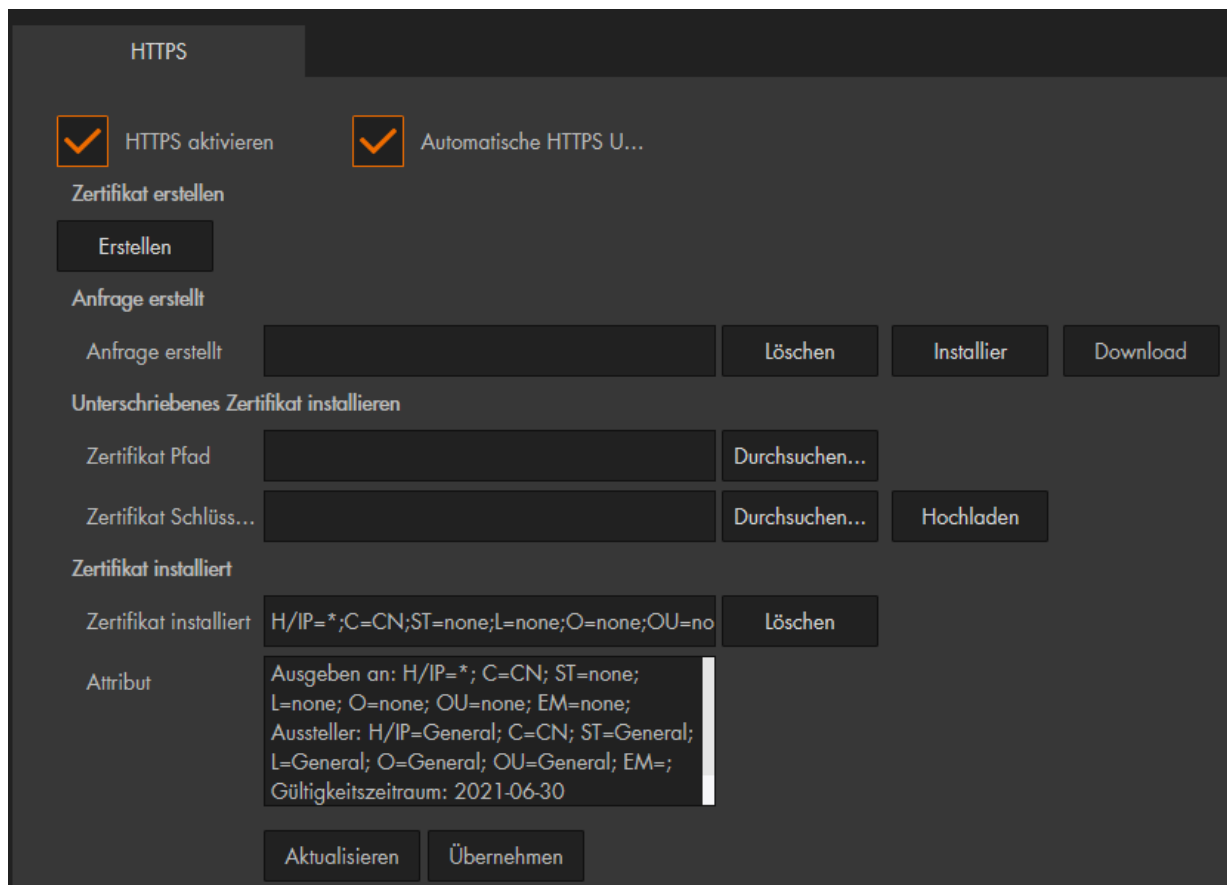 HTTPS
HTTPS aktivieren Automatische HTTPS U...
Zertifikat erstellen
Erstellen
Anfrage erstellt
Anfrage erstellt Löschen Installier Download
Unterschriebenes Zertifikat installieren
Zertifikat Pfad Durchsuchen...
Zertifikat Schlüss... Durchsuchen... Hochladen
Zertifikat installiert
Zertifikat installiert H/IP=*;C=CN;ST=none;L=none;O=none;OU=no Löschen
Attribut
Ausgeben an: H/IP=*; C=CN; ST=none;
L=none; O=none; OU=none; EM=none;
Aussteller: H/IP=General; C=CN; ST=General;
L=General; O=General; OU=General; EM=;
Gültigkeitszeitraum: 2021-06-30
Aktualisieren Übernehmen